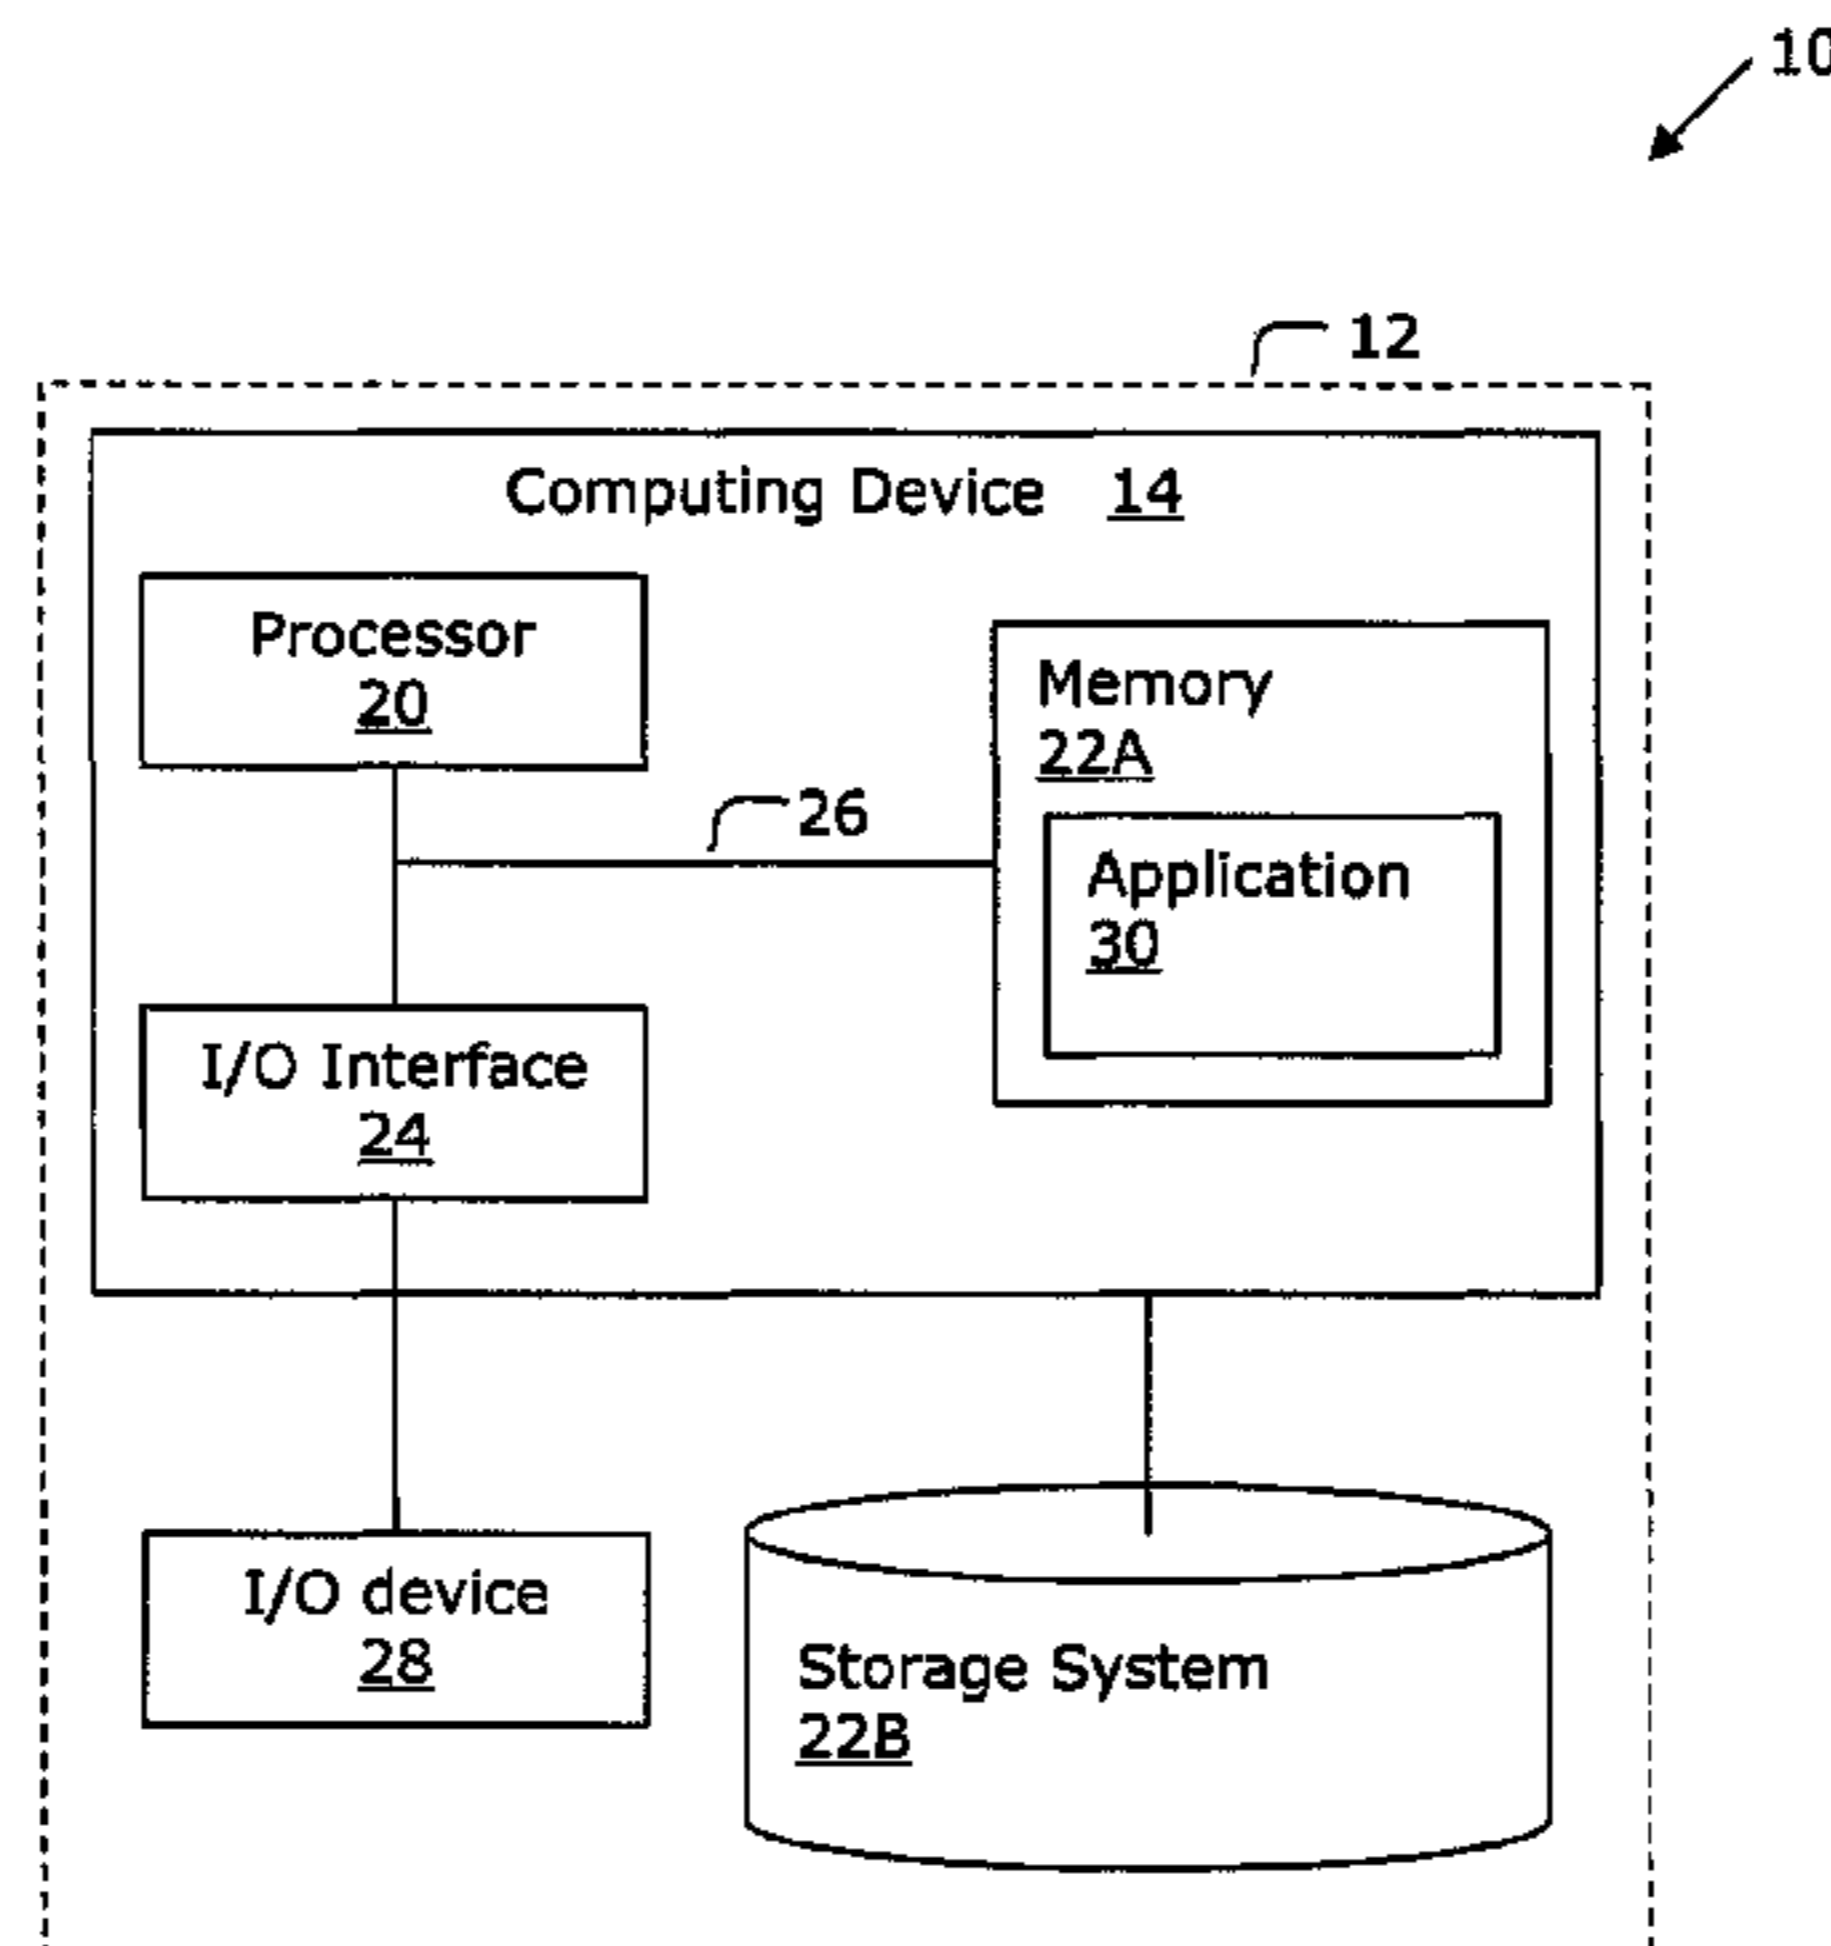 10
12
Computing Device 14
Processor
20
Memory
22A
26
Application
30
I/O Interface
24
I/O device
28
Storage System
22B